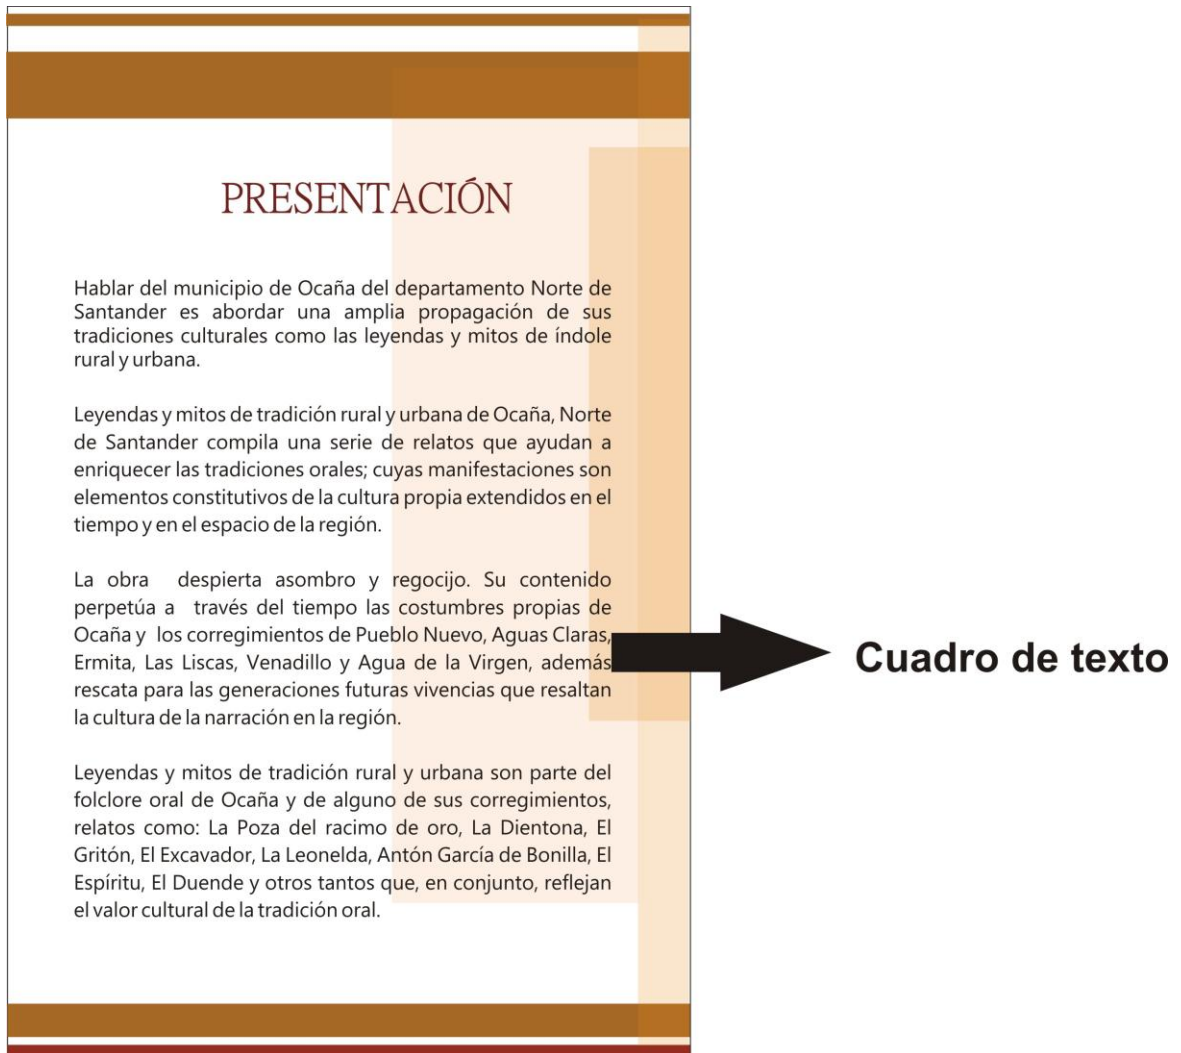 PRESENTACIÓN
Hablar del municipio de Ocaña del departamento Norte de
Santander es abordar una amplia propagación de sus
tradiciones culturales como las leyendas y mitos de índole
rural y urbana.
Leyendas y mitos de tradición rural y urbana de Ocaña, Norte
de Santander compila una serie de relatos que ayudan a
enriquecer las tradiciones orales; cuyas manifestaciones son
elementos constitutivos de la cultura propia extendidos en el
tiempo y en el espacio de la región.
La obra  despierta asombro y regocijo. Su contenido
perpetúa a  través del tiempo las costumbres propias de
Ocaña y  los corregimientos de Pueblo Nuevo, Aguas Claras,
Ermita, Las Liscas, Venadillo y Agua de la Virgen, además
rescata para las generaciones futuras vivencias que resaltan
la cultura de la narración en la región.
Leyendas y mitos de tradición rural y urbana son parte del
folclore oral de Ocaña y de alguno de sus corregimientos,
relatos como: La Poza del racimo de oro, La Dientona, El
Gritón, El Excavador, La Leonelda, Antón García de Bonilla, El
Espíritu, El Duende y otros tantos que, en conjunto, reflejan
el valor cultural de la tradición oral.
Cuadro de texto